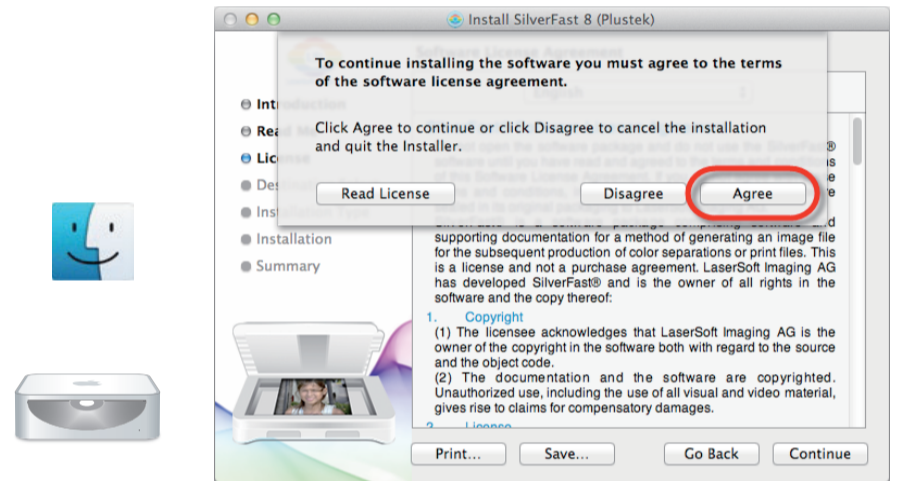 Install SilverFast 8 (Plustek)
Software License Agreement
To continue installing the software you must agree to the terms
of the software license agreement.
English
Click Agree to continue or click Disagree to cancel the installation
and quit the Installer.
Read License
Disagree
Agree
Introduction
Read Me
License
Installation
Summary
supporting documentation for a method of generating an image file
for the subsequent production of color separations or print files. This
is a license and not a purchase agreement. LaserSoft Imaging AG
has developed SilverFast® and is the owner of all rights in the
software and the copy thereof:
1. Copyright
(1) The licensee acknowledges that LaserSoft Imaging AG is the
owner of the copyright in the software both with regard to the source
and the object code.
(2) The documentation and the software are copyrighted.
Unauthorized use, including the use of all visual and video material,
gives rise to claims for compensatory damages.
Print...
Save...
Go Back
Continue